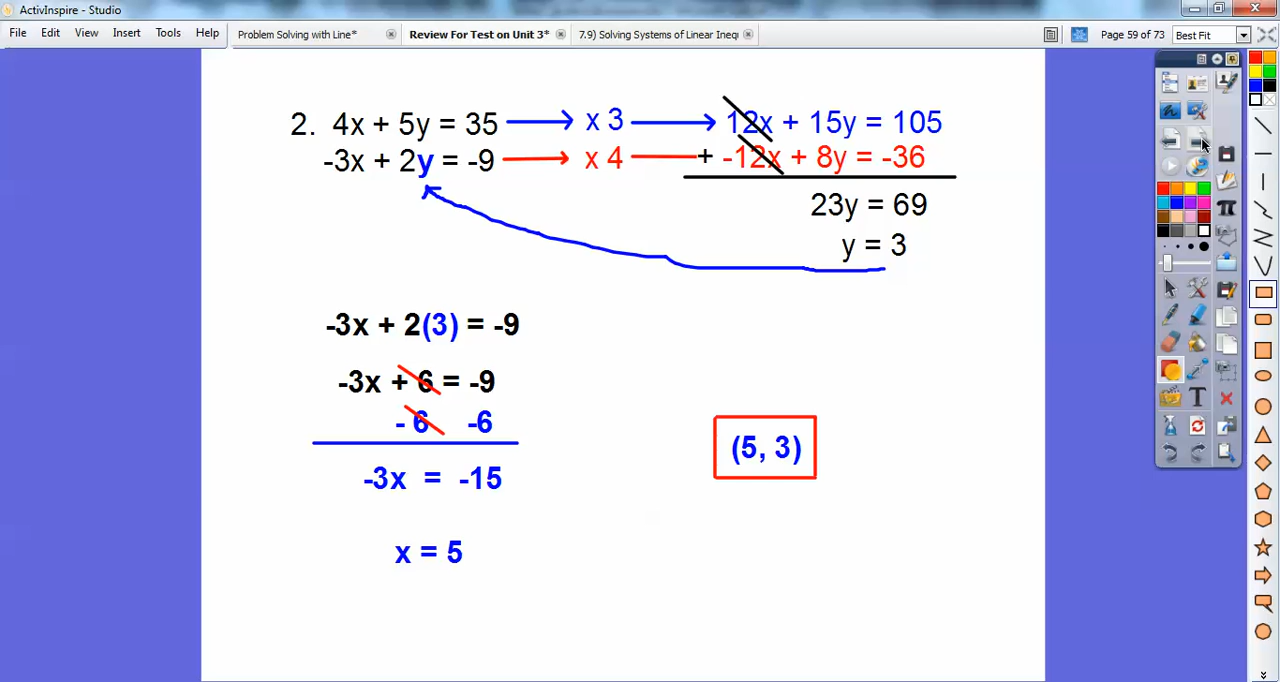 ActivInspire - Studio
File Edit View Insert Tools Help
Problem Solving with Line* Review For Test on Unit 3* 7.9) Solving Systems of Linear Inequ
Page 59 of 73 Best Fit
2. 4x + 5y = 35 x 3 12x + 15y = 105
-3x + 2y = -9 x 4 + -12x + 8y = -36
23y = 69
y = 3
-3x + 2(3) = -9
-3x + 6 = -9
- 6 -6
(5, 3)
-3x = -15
x = 5